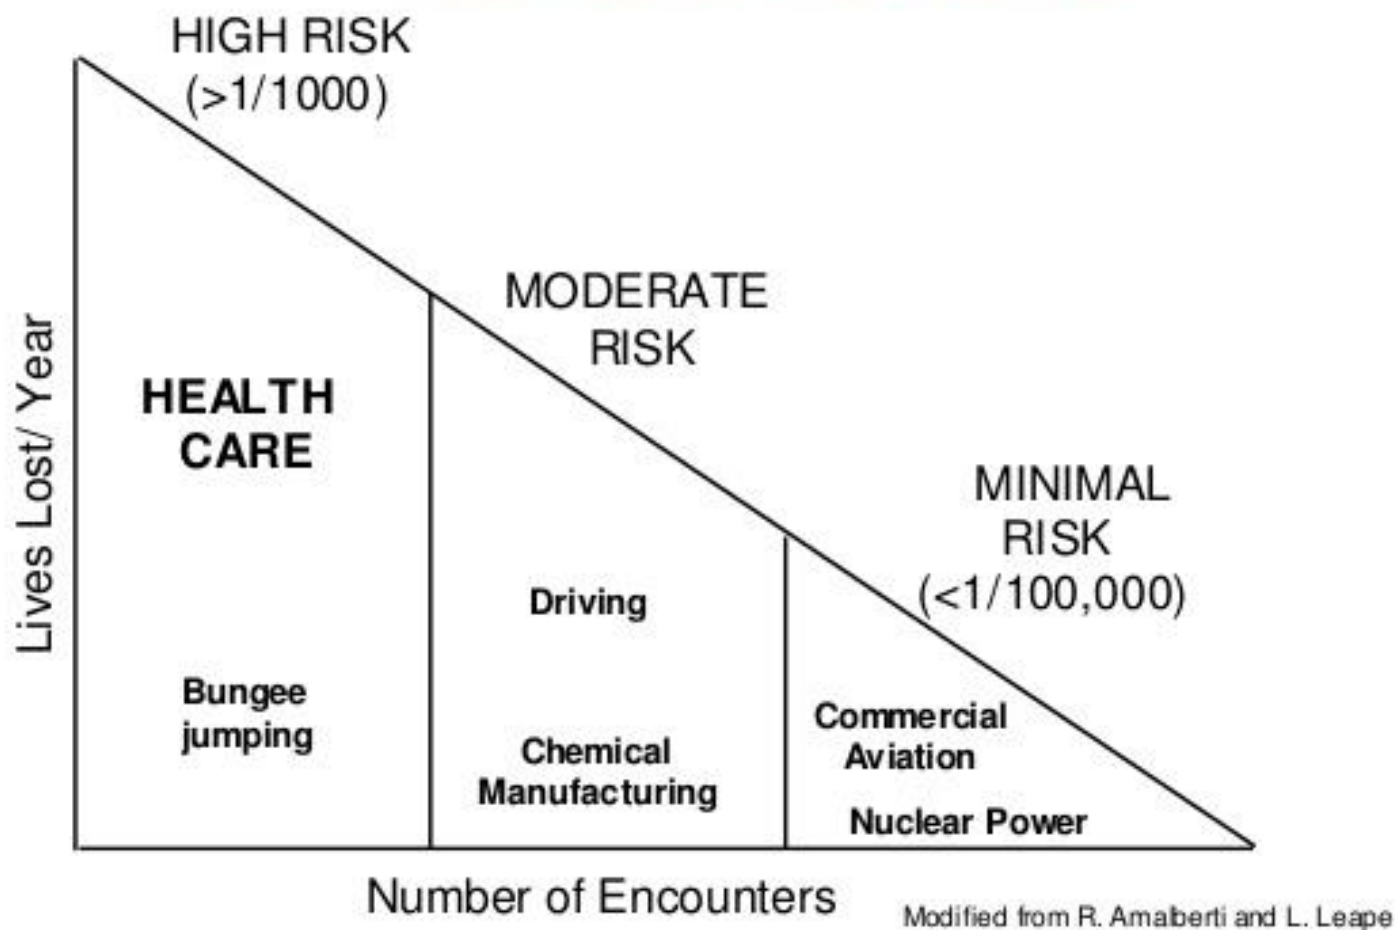 HIGH RISK
(>1/1000)
MODERATE
RISK
MINIMAL
RISK
(<1/100,000)
Lives Lost/ Year
HEALTH
CARE
Bungee
jumping
Driving
Chemical
Manufacturing
Commercial
Aviation
Nuclear Power
Number of Encounters
Modified from R. Amalberti and L. Leape